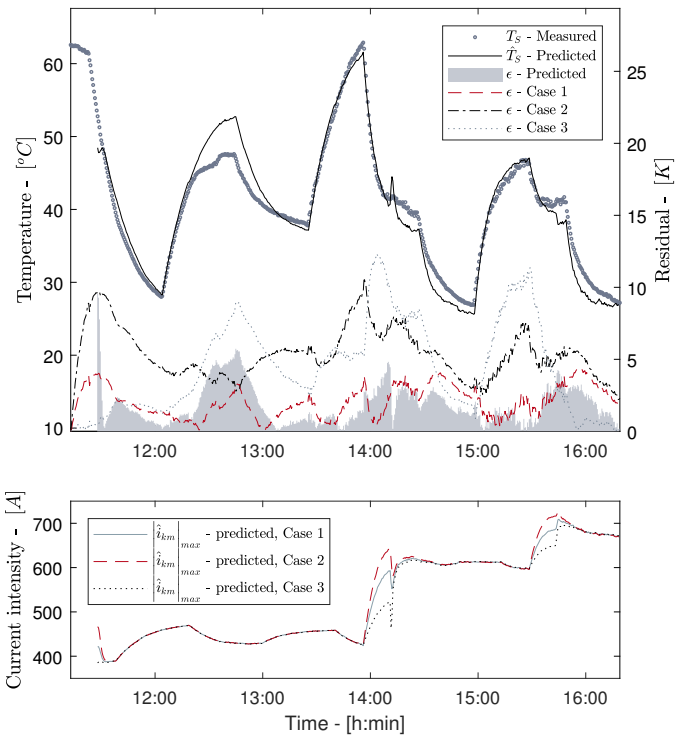 Temperature - [°C]
60
50
40
30
20
10
T_S - Measured
T̂_S - Predicted
ϵ - Predicted
ϵ - Case 1
ϵ - Case 2
ϵ - Case 3
25
20
15
10
5
0
Residual - [K]
12:00 13:00 14:00 15:00 16:00
Current intensity - [A]
700
600
500
400
|î_km|_max - predicted, Case 1
|î_km|_max - predicted, Case 2
|î_km|_max - predicted, Case 3
12:00 13:00 14:00 15:00 16:00
Time - [h:min]